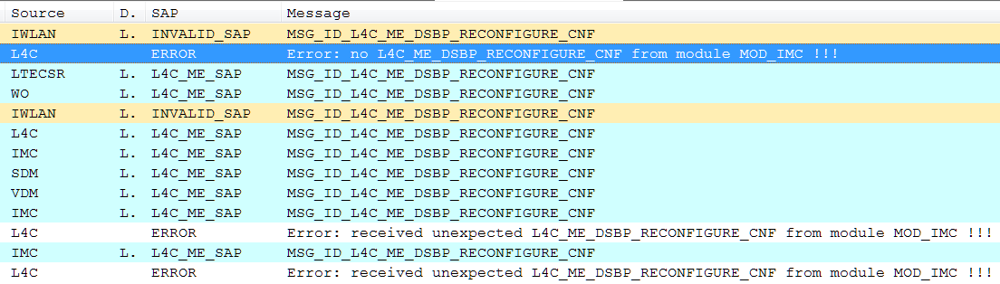 Source D. SAP Message
IWLAN L. INVALID_SAP MSG_ID_L4C_ME_DSBP_RECONFIGURE_CNF
L4C ERROR Error: no L4C_ME_DSBP_RECONFIGURE_CNF from module MOD_IMC !!!
LTECSR L. L4C_ME_SAP MSG_ID_L4C_ME_DSBP_RECONFIGURE_CNF
WO L. L4C_ME_SAP MSG_ID_L4C_ME_DSBP_RECONFIGURE_CNF
IWLAN L. INVALID_SAP MSG_ID_L4C_ME_DSBP_RECONFIGURE_CNF
L4C L. L4C_ME_SAP MSG_ID_L4C_ME_DSBP_RECONFIGURE_CNF
IMC L. L4C_ME_SAP MSG_ID_L4C_ME_DSBP_RECONFIGURE_CNF
SDM L. L4C_ME_SAP MSG_ID_L4C_ME_DSBP_RECONFIGURE_CNF
VDM L. L4C_ME_SAP MSG_ID_L4C_ME_DSBP_RECONFIGURE_CNF
IMC L. L4C_ME_SAP MSG_ID_L4C_ME_DSBP_RECONFIGURE_CNF
L4C ERROR Error: received unexpected L4C_ME_DSBP_RECONFIGURE_CNF from module MOD_IMC !!!
IMC L. L4C_ME_SAP MSG_ID_L4C_ME_DSBP_RECONFIGURE_CNF
L4C ERROR Error: received unexpected L4C_ME_DSBP_RECONFIGURE_CNF from module MOD_IMC !!!